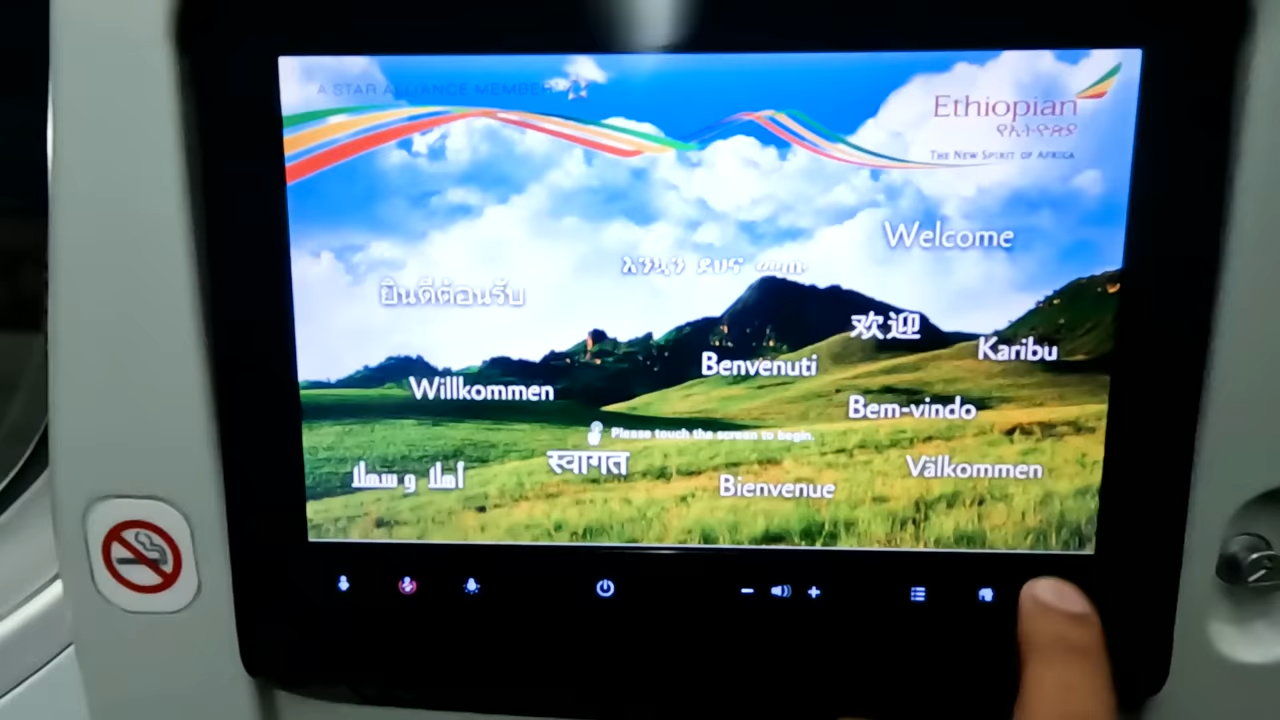 A STAR ALLIANCE MEMBER
Ethiopian
የኢትዮጵያ
THE NEW SPIRIT OF AFRICA
Welcome
እንኳን ደህና መጡ
ยินดีต้อนรับ
欢迎
Karibu
Benvenuti
Willkommen
Bem-vindo
Please touch the screen to begin.
स्वागत
Välkommen
اهلا و سهلا
Bienvenue